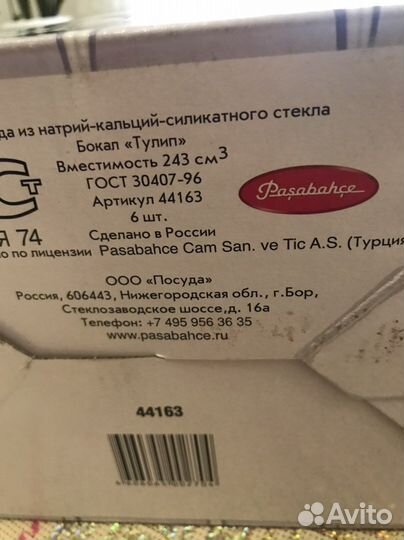 да из натрий-кальций-силикатного стекла
Бокал «Тулип»
Вместимость 243 см3
ГОСТ 30407-96
Артикул 44163
6 шт.
Я 74
Сделано в России
о по лицензии Pasabahce Cam San. ve Tic A.S. (Турция
Paşabahçe
ООО «Посуда»
Россия, 606443, Нижегородская обл., г.Бор,
Стеклозаводское шоссе,д. 16а
Телефон: +7 495 956 36 35
www.pasabahce.ru
44163
Avito